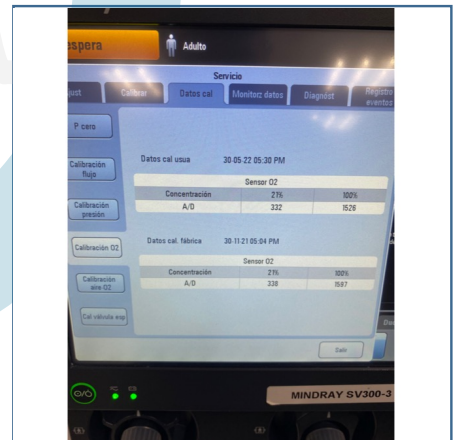 espera
Adulto
Servicio
just
Calibrar
Datos cal
Monitorz datos
Diagnóst
Registro
eventos
P cero
Calibración
flujo
Calibración
presión
Calibración O2
Calibración
aire O2
Cal válvula esp
Datos cal usua 30-05-22 05:30 PM
Sensor O2
Concentración 21% 100%
A/D 332 1526
Datos cal. fábrica 30-11-21 05:04 PM
Sensor O2
Concentración 21% 100%
A/D 338 1597
Salir
MINDRAY SV300-3